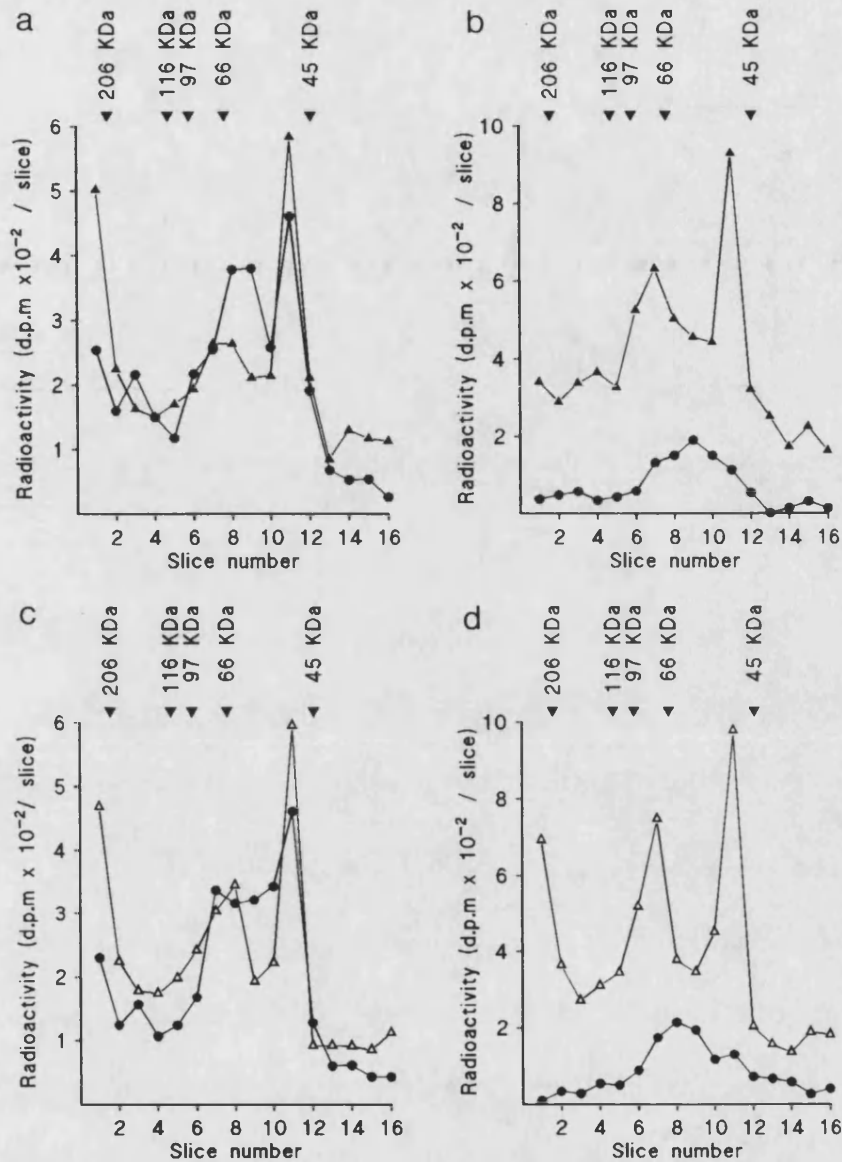 a
206 KDa
116 KDa
97 KDa
66 KDa
45 KDa
Radioactivity (d.p.m x10⁻² / slice)
6
5
4
3
2
1
2 4 6 8 10 12 14 16
Slice number
b
206 KDa
116 KDa
97 KDa
66 KDa
45 KDa
Radioactivity (d.p.m x10⁻² / slice)
10
8
6
4
2
2 4 6 8 10 12 14 16
Slice number
c
206 KDa
116 KDa
97 KDa
66 KDa
45 KDa
Radioactivity (d.p.m x 10⁻²/ slice)
6
5
4
3
2
1
2 4 6 8 10 12 14 16
Slice number
d
206 KDa
116 KDa
97 KDa
66 KDa
45 KDa
Radioactivity (d.p.m x 10⁻² / slice)
10
8
6
4
2
2 4 6 8 10 12 14 16
Slice number